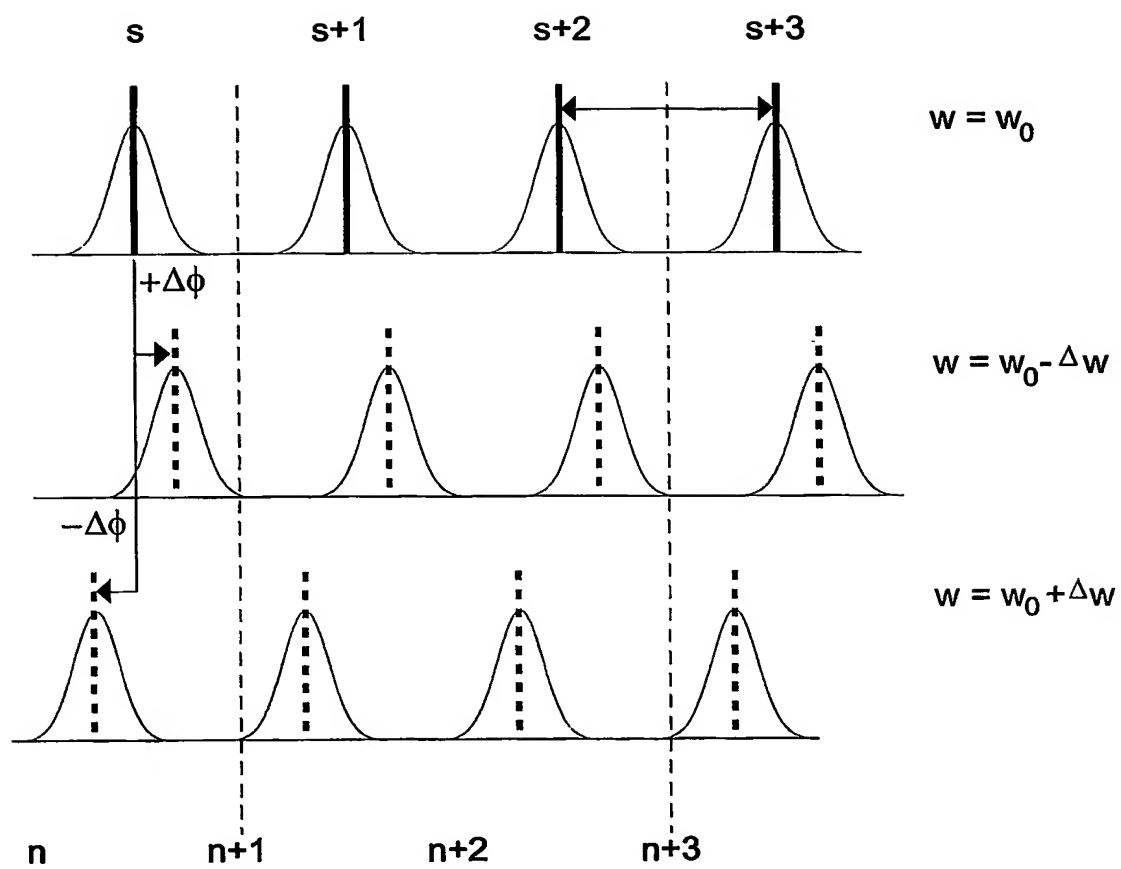 s s+1 s+2 s+3
w = w₀
+Δϕ
w = w₀- Δw
−Δϕ
w = w₀ + Δw
n n+1 n+2 n+3